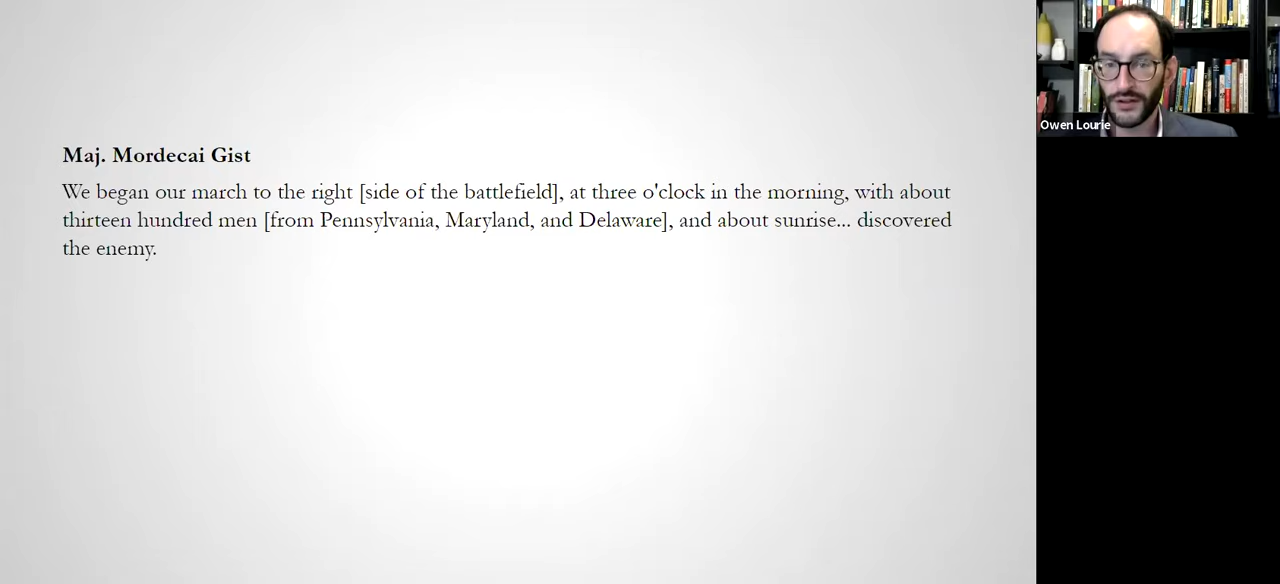 Maj. Mordecai Gist
We began our march to the right [side of the battlefield], at three o'clock in the morning, with about
thirteen hundred men [from Pennsylvania, Maryland, and Delaware], and about sunrise... discovered
the enemy.
Owen Lourie